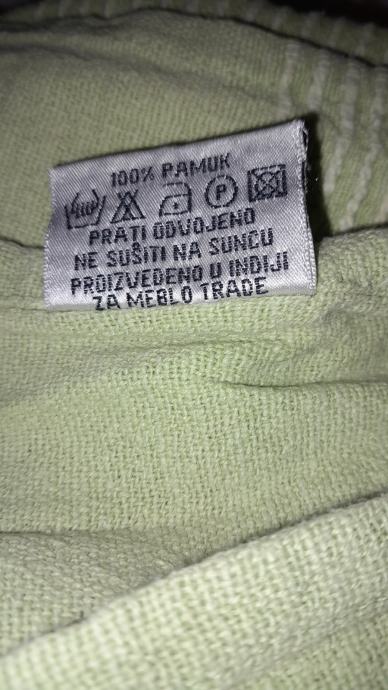 100% PAMUK
P
PRATI ODVOJENO
NE SUŠITI NA SUNCU
PROIZVEDENO U INDIJI
ZA MEBLO TRADE